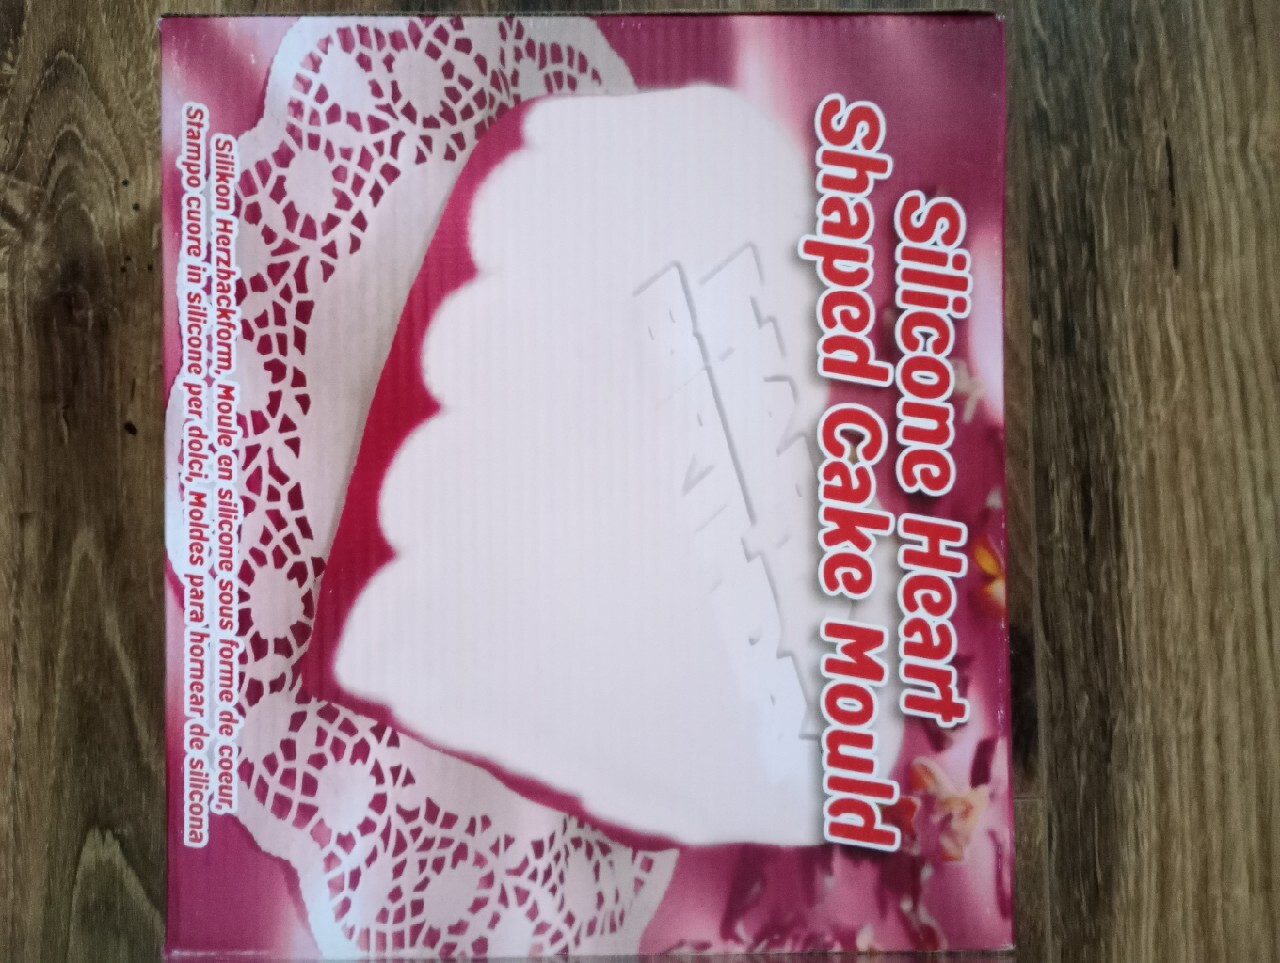 Silicone Heart
Shaped Cake Mould
Silikon Herzbackform, Moule en silicone sous forme de coeur,
Stampo cuore in silicone per dolci, Moldes para hornear de silicona